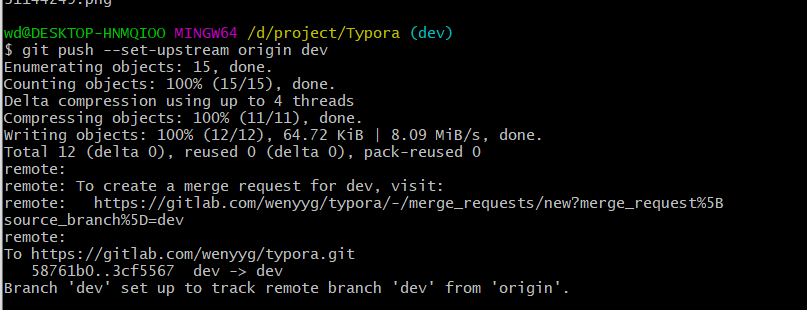 wd@DESKTOP-HNMQIOO MINGW64 /d/project/Typora (dev)
$ git push --set-upstream origin dev
Enumerating objects: 15, done.
Counting objects: 100% (15/15), done.
Delta compression using up to 4 threads
Compressing objects: 100% (11/11), done.
Writing objects: 100% (12/12), 64.72 KiB | 8.09 MiB/s, done.
Total 12 (delta 0), reused 0 (delta 0), pack-reused 0
remote:
remote: To create a merge request for dev, visit:
remote:   https://gitlab.com/wenyyg/typora/-/merge_requests/new?merge_request%5B
source_branch%5D=dev
remote:
To https://gitlab.com/wenyyg/typora.git
   58761b0..3cf5567  dev -> dev
Branch 'dev' set up to track remote branch 'dev' from 'origin'.